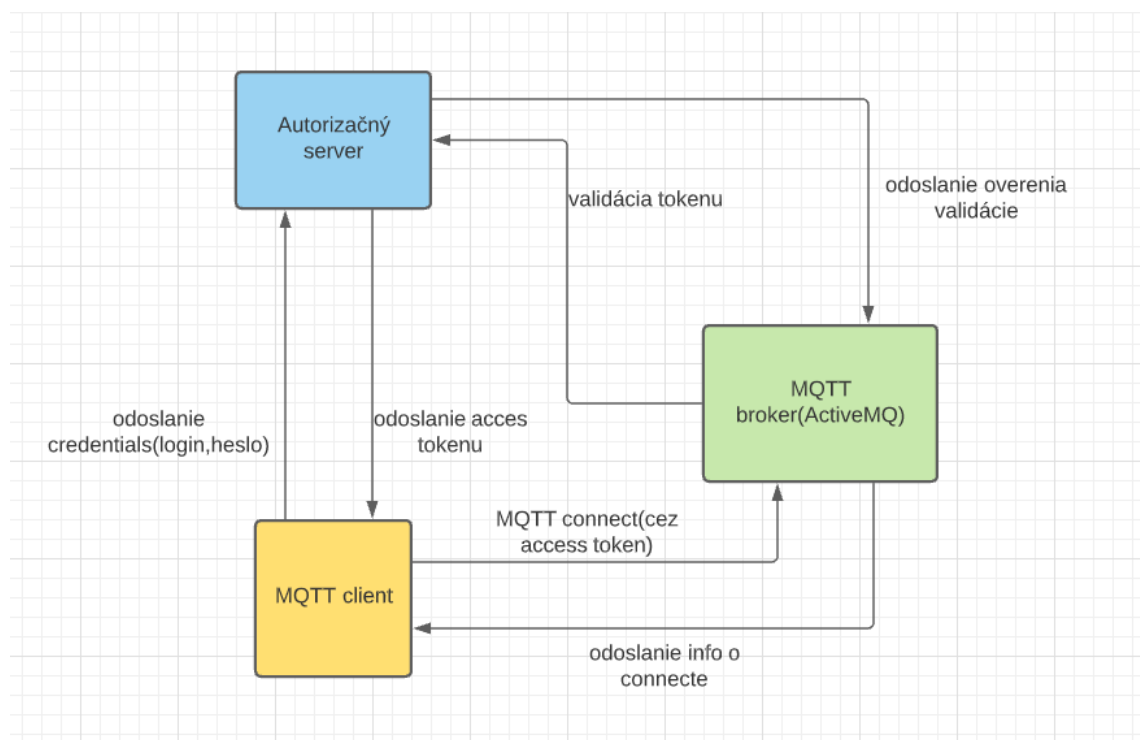 Autorizačný
server
validácia tokenu
odoslanie overenia
validácie
MQTT
broker(ActiveMQ)
odoslanie
credentials(login,heslo)
odoslanie acces
tokenu
MQTT connect(cez
access token)
MQTT client
odoslanie info o
connecte